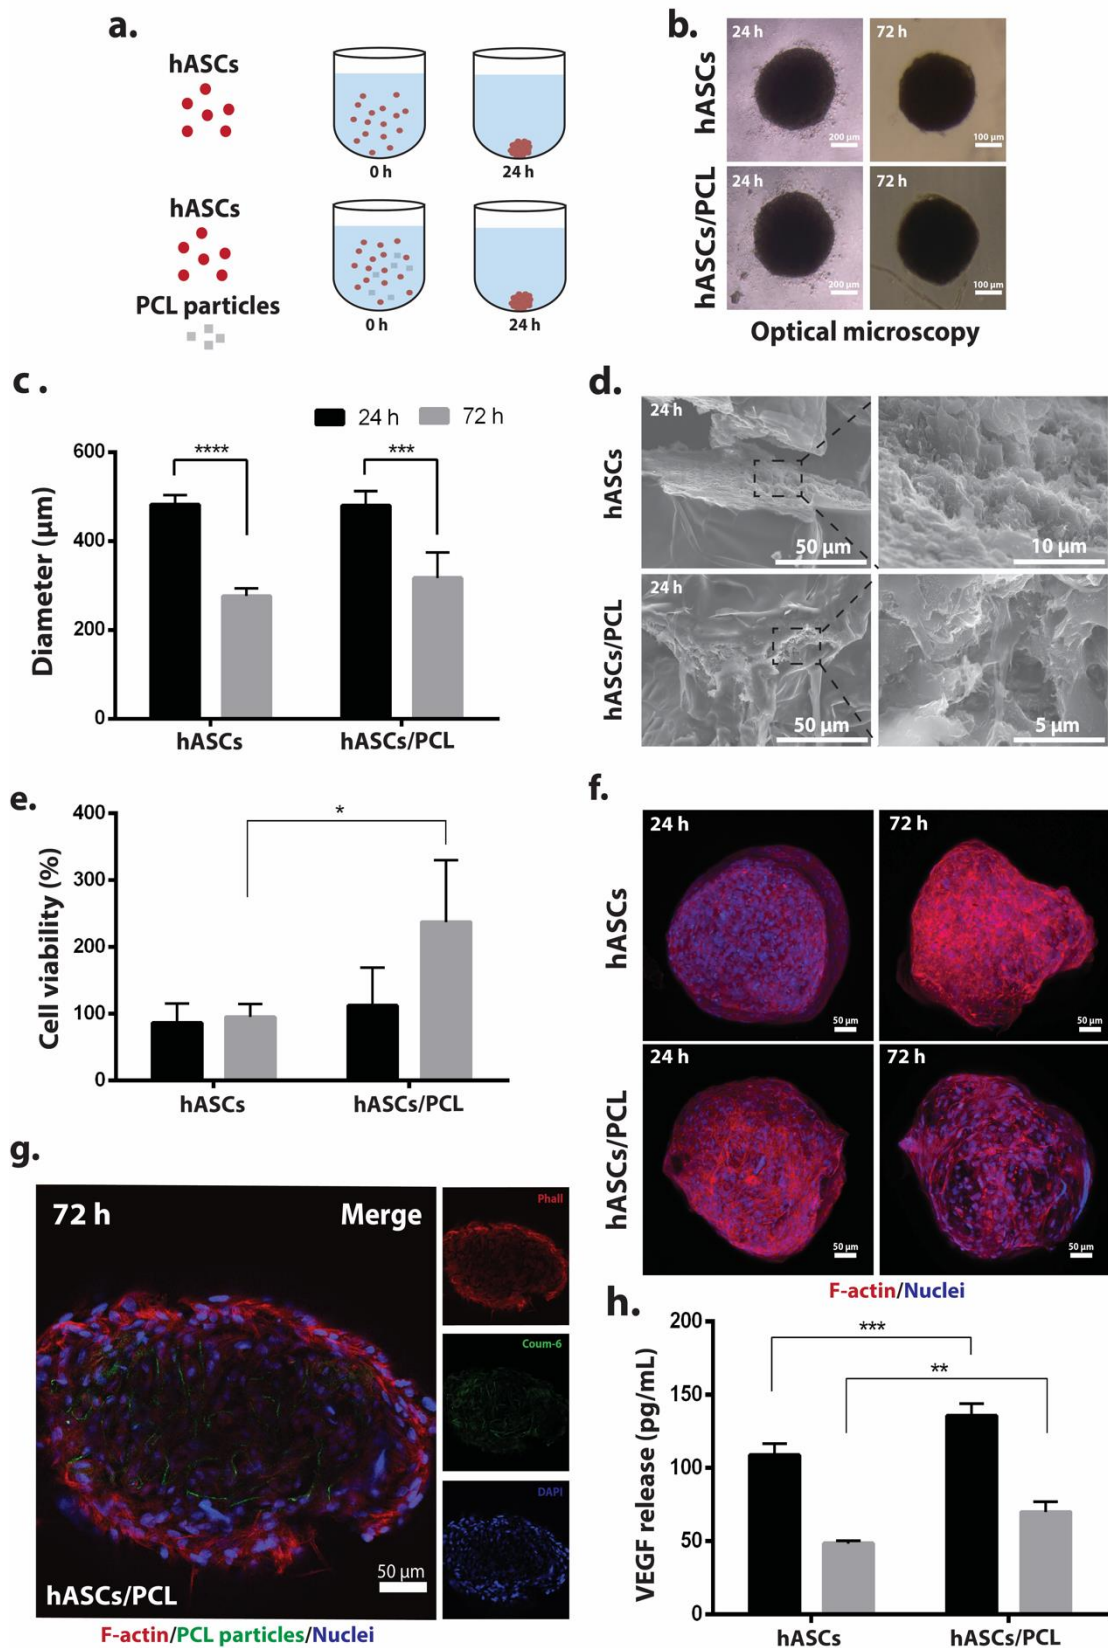 a.
hASCs
0 h
24 h
hASCs
PCL particles
0 h
24 h
b.
hASCs
24 h
200 µm
72 h
100 µm
hASCs/PCL
24 h
200 µm
72 h
100 µm
Optical microscopy
c .
24 h
72 h
Diameter (µm)
600
400
200
0
****
***
hASCs
hASCs/PCL
d.
hASCs
24 h
50 µm
10 µm
hASCs/PCL
24 h
50 µm
5 µm
e.
Cell viability (%)
400
300
200
100
0
*
hASCs
hASCs/PCL
f.
hASCs
24 h
50 µm
72 h
50 µm
hASCs/PCL
24 h
50 µm
72 h
50 µm
F-actin/Nuclei
g.
72 h
Merge
hASCs/PCL
50 µm
Phall
Coum-6
DAPI
F-actin/PCL particles/Nuclei
h.
VEGF release (pg/mL)
200
150
100
50
0
***
**
hASCs
hASCs/PCL